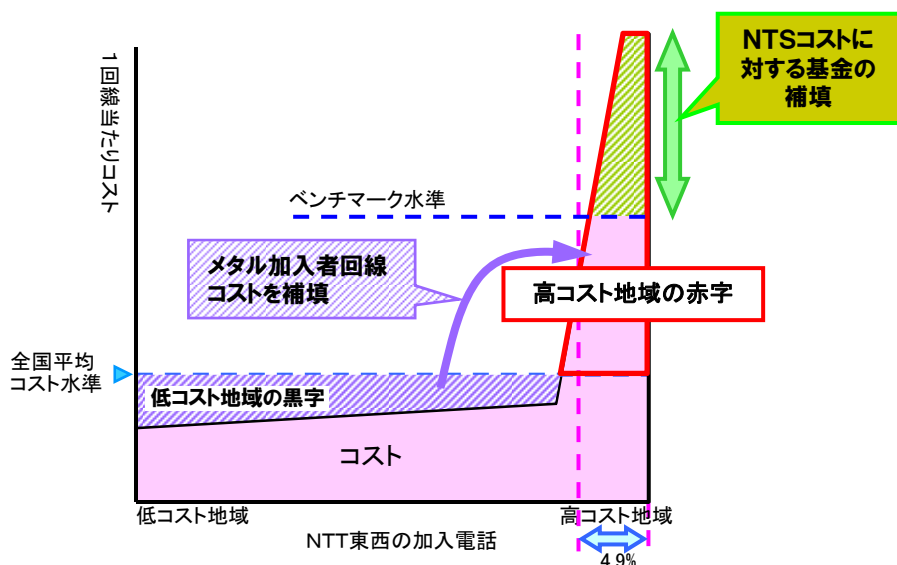 NTSコストに
対する基金の
補填
1回線当たりコスト
ベンチマーク水準
メタル加入者回線
コストを補填
高コスト地域の赤字
全国平均
コスト水準
低コスト地域の黒字
コスト
低コスト地域
高コスト地域
NTT東西の加入電話
4.9%